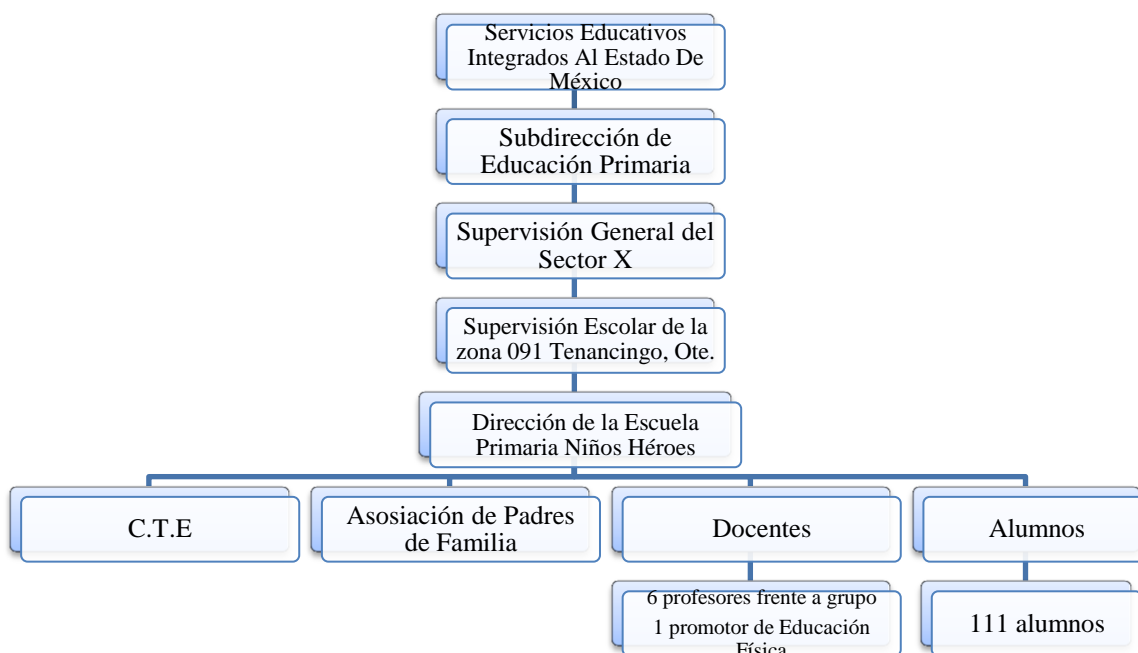 Servicios Educativos
Integrados Al Estado De
México
Subdirección de
Educación Primaria
Supervisión General del
Sector X
Supervisión Escolar de la
zona 091 Tenancingo, Ote.
Dirección de la Escuela
Primaria Niños Héroes
C.T.E
Asosiación de Padres
de Familia
Docentes
Alumnos
6 profesores frente a grupo
1 promotor de Educación
Física
111 alumnos